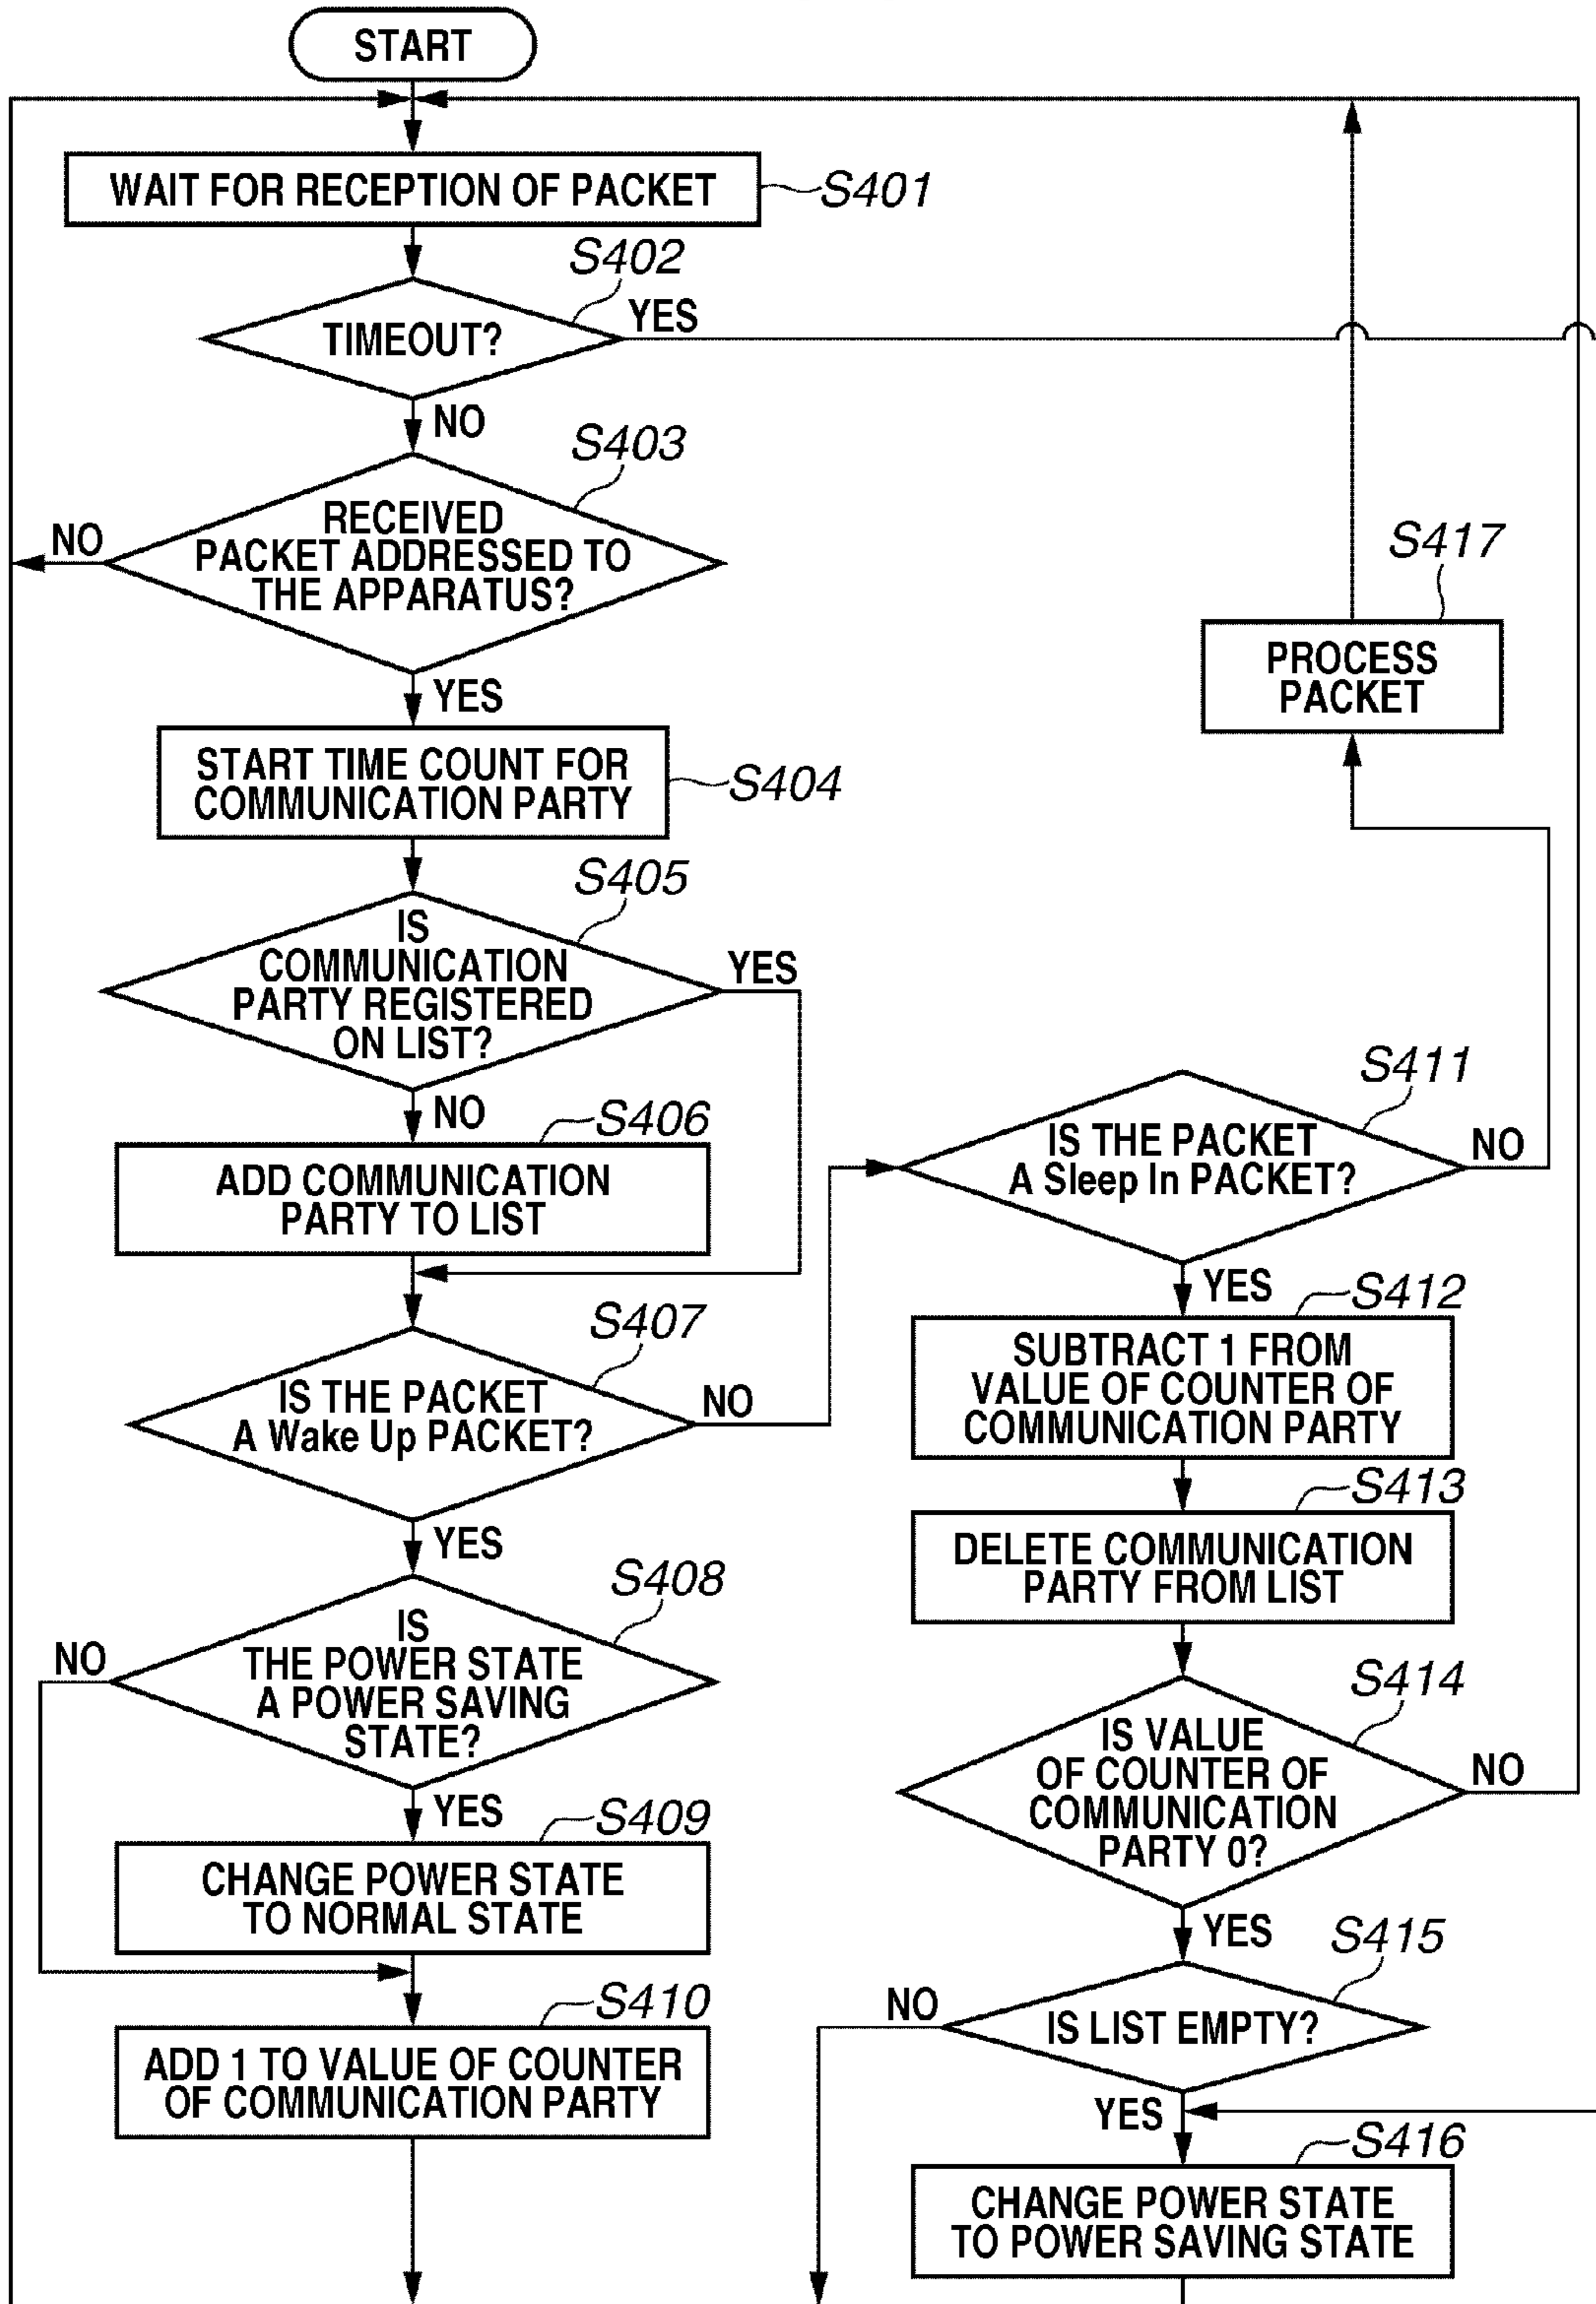 START
WAIT FOR RECEPTION OF PACKET
S401
S402
TIMEOUT?
YES
NO
S403
RECEIVED
PACKET ADDRESSED TO
THE APPARATUS?
NO
YES
START TIME COUNT FOR
COMMUNICATION PARTY
S404
S405
IS
COMMUNICATION
PARTY REGISTERED
ON LIST?
YES
NO
S406
ADD COMMUNICATION
PARTY TO LIST
S407
IS THE PACKET
A Wake Up PACKET?
NO
YES
S408
IS
THE POWER STATE
A POWER SAVING
STATE?
NO
YES
S409
CHANGE POWER STATE
TO NORMAL STATE
S410
ADD 1 TO VALUE OF COUNTER
OF COMMUNICATION PARTY
S417
PROCESS
PACKET
S411
IS THE PACKET
A Sleep In PACKET?
NO
YES
S412
SUBTRACT 1 FROM
VALUE OF COUNTER OF
COMMUNICATION PARTY
S413
DELETE COMMUNICATION
PARTY FROM LIST
S414
IS VALUE
OF COUNTER OF
COMMUNICATION
PARTY 0?
NO
YES
S415
IS LIST EMPTY?
NO
YES
S416
CHANGE POWER STATE
TO POWER SAVING STATE